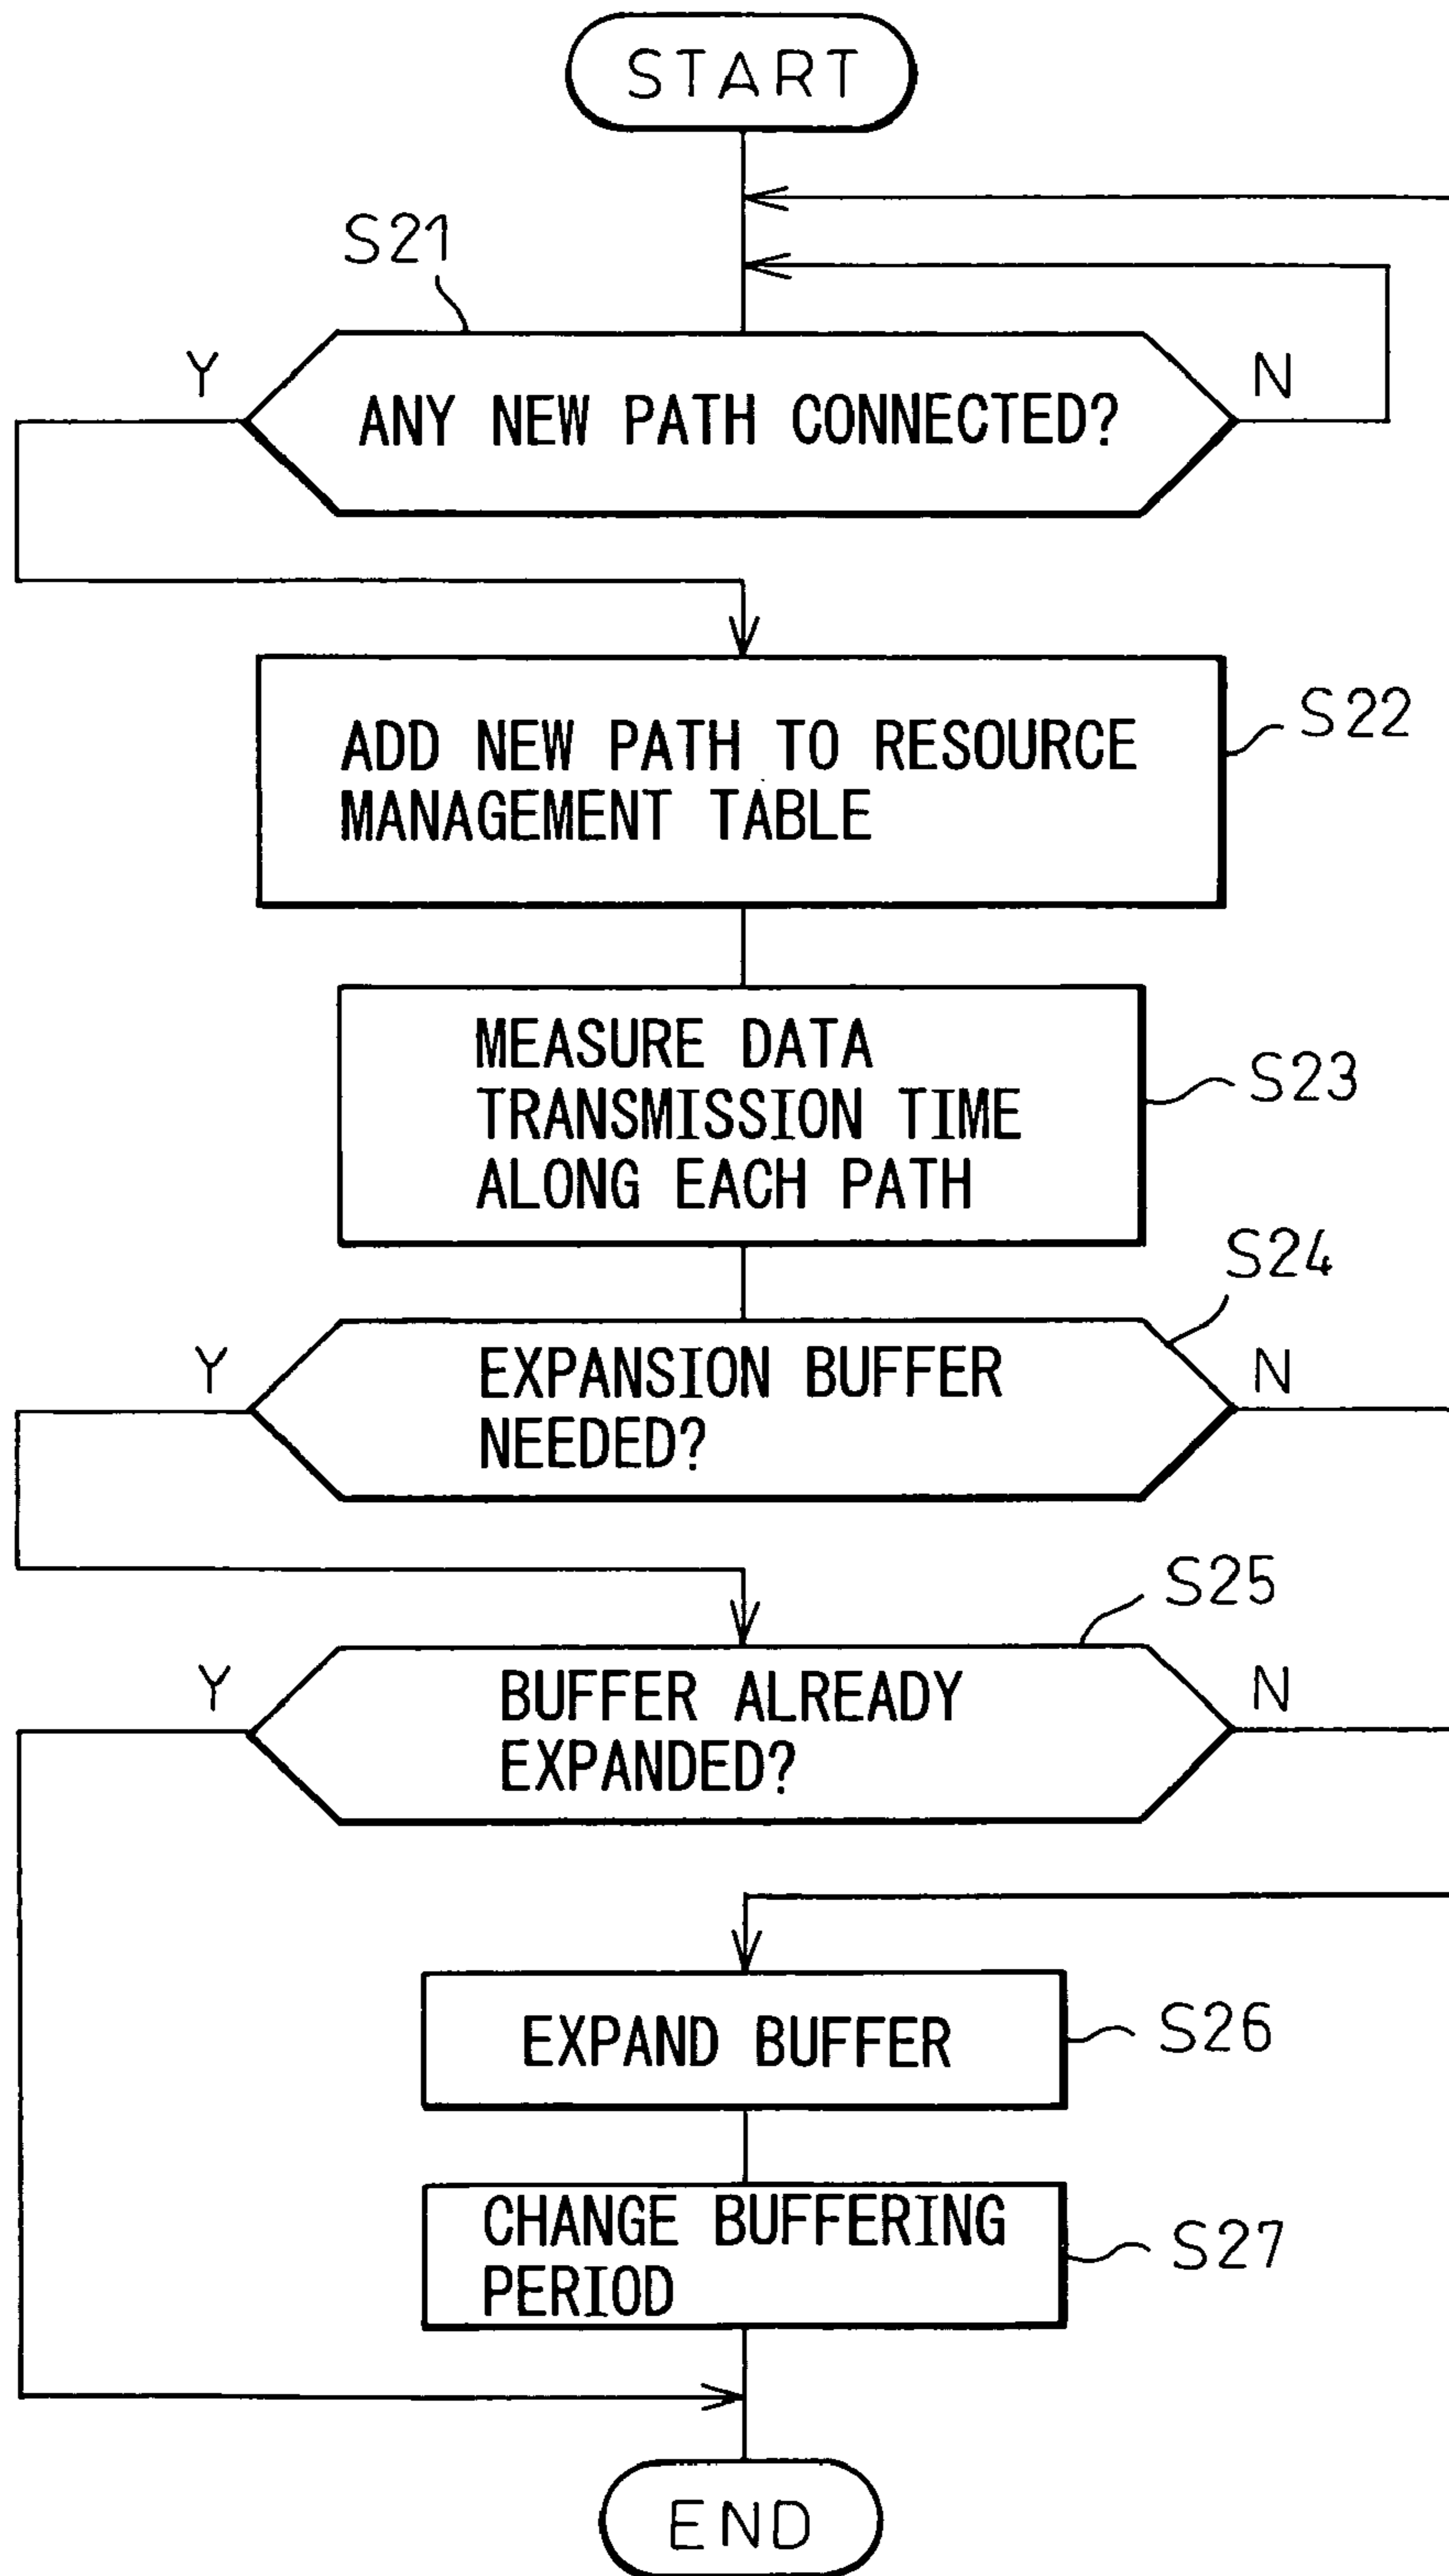 START
S21
Y
N
ANY NEW PATH CONNECTED?
ADD NEW PATH TO RESOURCE
MANAGEMENT TABLE
S22
MEASURE DATA
TRANSMISSION TIME
ALONG EACH PATH
S23
S24
Y
N
EXPANSION BUFFER
NEEDED?
S25
Y
N
BUFFER ALREADY
EXPANDED?
EXPAND BUFFER
S26
CHANGE BUFFERING
PERIOD
S27
END